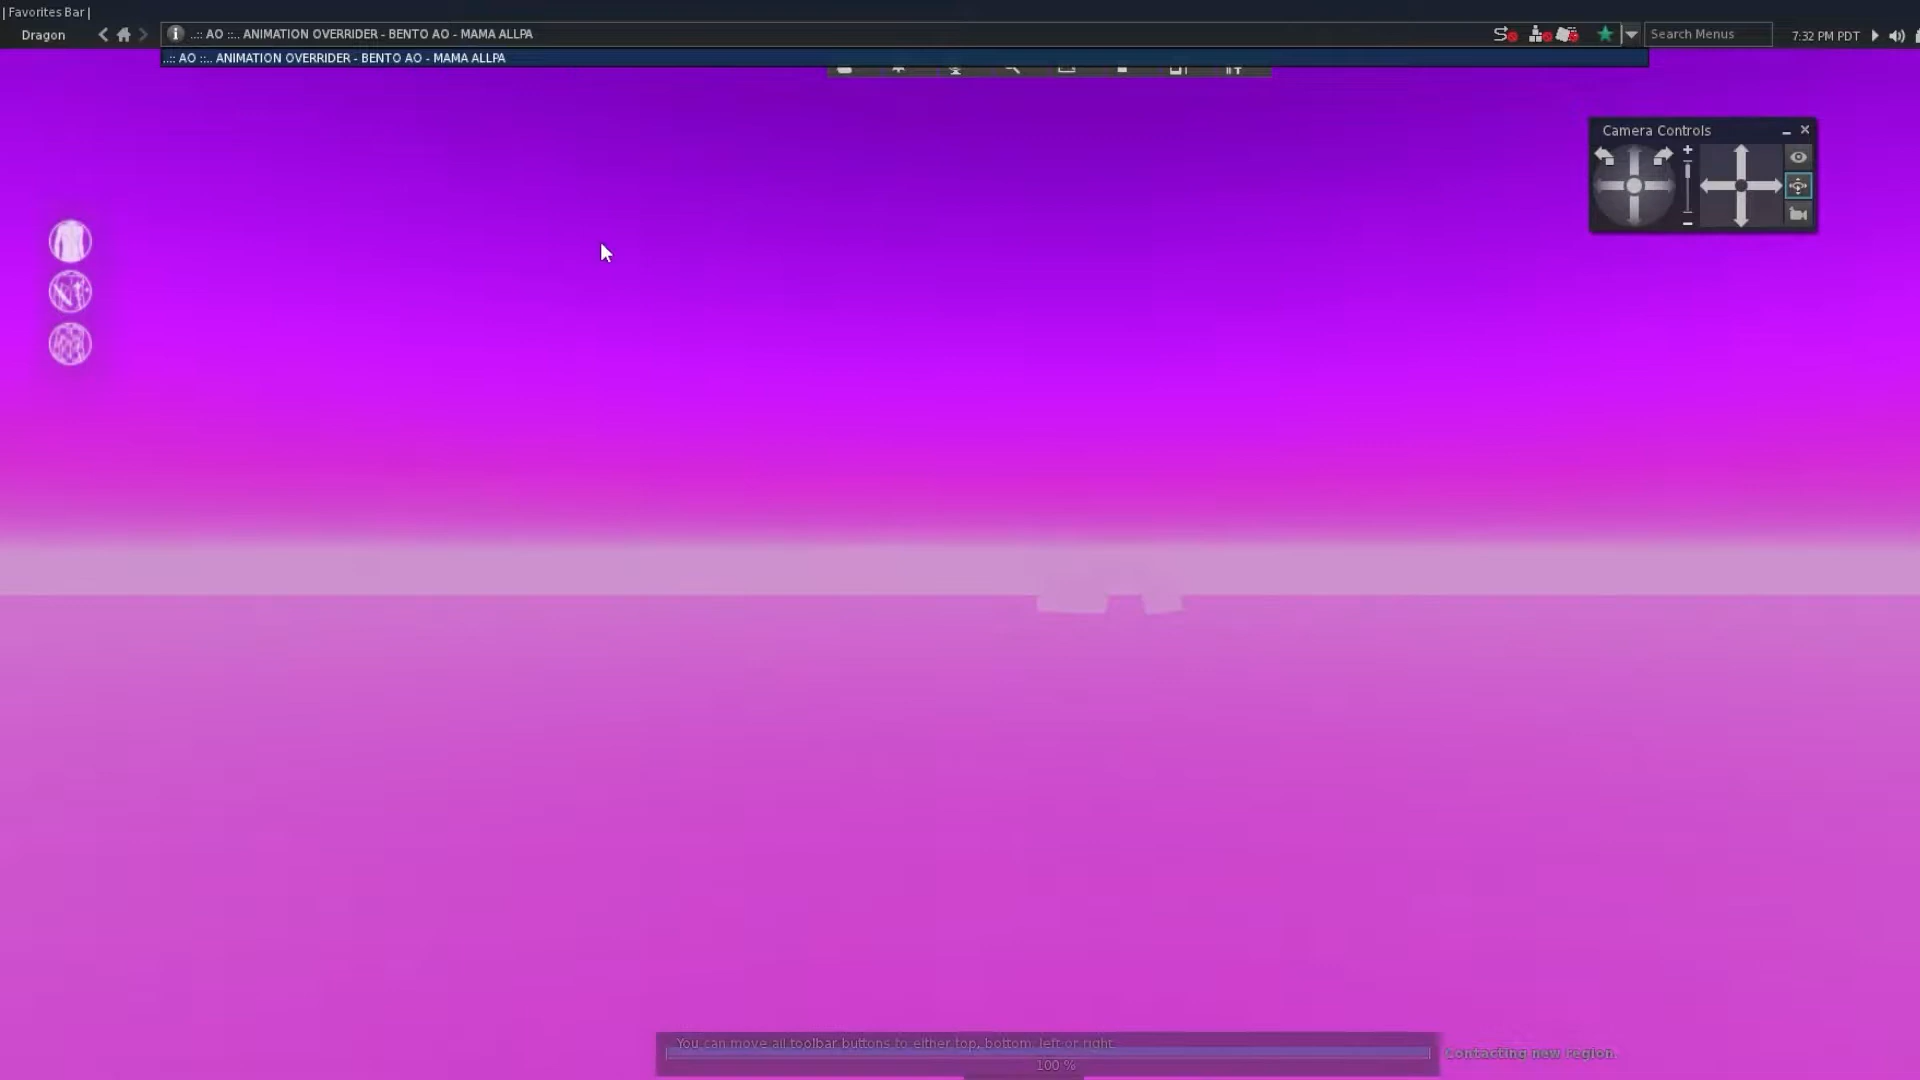 | Favorites Bar |
Dragon
..:: AO ::.. ANIMATION OVERRIDER - BENTO AO - MAMA ALLPA
Search Menus
7:32 PM PDT
..:: AO ::.. ANIMATION OVERRIDER - BENTO AO - MAMA ALLPA
Camera Controls
You can move all toolbar buttons to either top, bottom, left or right.
Contacting new region.
100 %